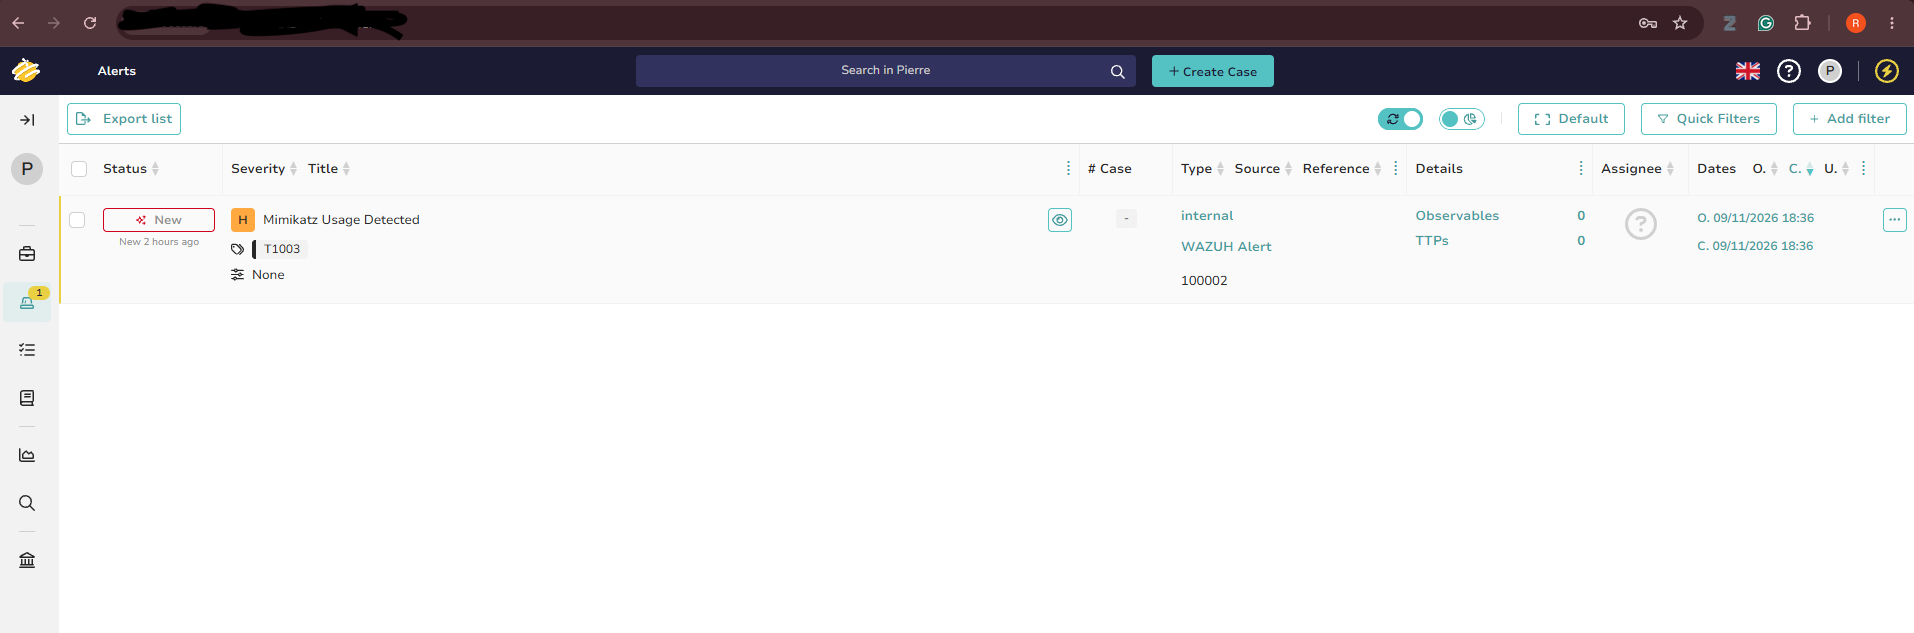 R
Alerts
Search in Pierre
+ Create Case
?
P
Export list
Default
Quick Filters
+ Add filter
P
Status
Severity
Title
# Case
Type
Source
Reference
Details
Assignee
Dates
O.
C.
U.
New
New 2 hours ago
H
Mimikatz Usage Detected
T1003
None
-
internal
WAZUH Alert
100002
Observables 0
TTPs 0
?
O. 09/11/2026 18:36
C. 09/11/2026 18:36
1